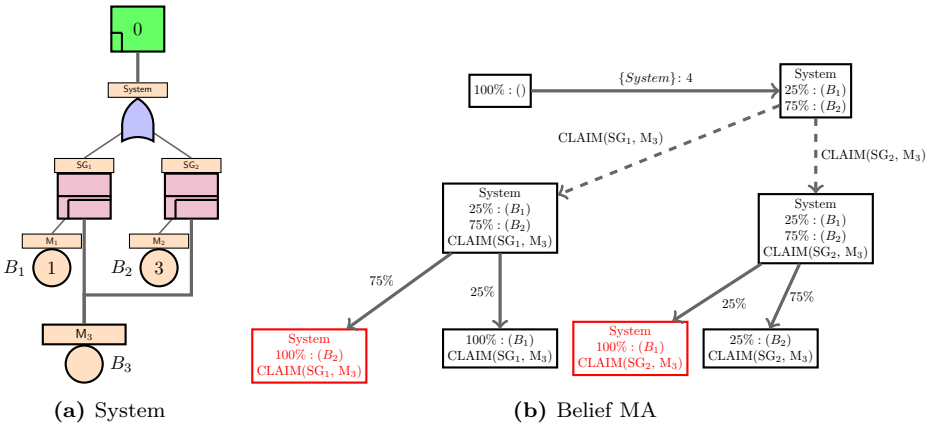 0
System
SG₁
SG₂
M₁
M₂
B₁
1
B₂
3
M₃
B₃
(a) System
100% : ()
{System}: 4
System
25% : (B₁)
75% : (B₂)
CLAIM(SG₁, M₃)
CLAIM(SG₂, M₃)
System
25% : (B₁)
75% : (B₂)
CLAIM(SG₁, M₃)
System
25% : (B₁)
75% : (B₂)
CLAIM(SG₂, M₃)
75%
25%
25%
75%
System
100% : (B₂)
CLAIM(SG₁, M₃)
100% : (B₁)
CLAIM(SG₁, M₃)
System
100% : (B₁)
CLAIM(SG₂, M₃)
25% : (B₂)
CLAIM(SG₂, M₃)
(b) Belief MA